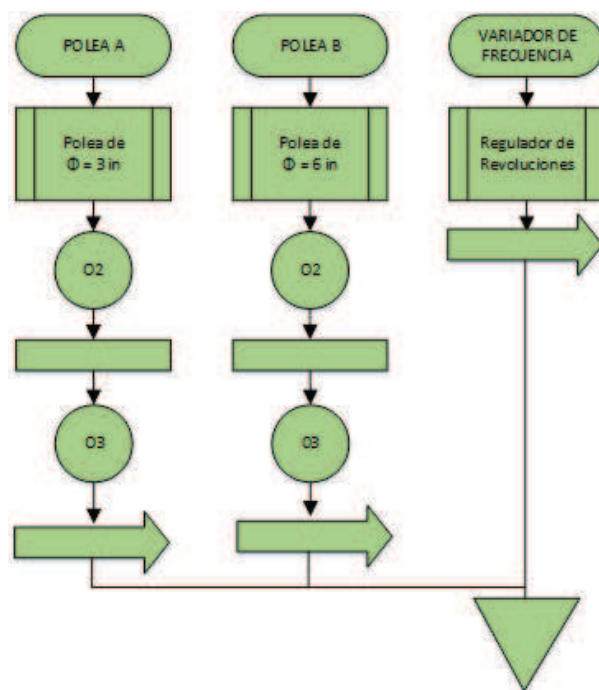 POLEA A
POLEA B
VARIADOR DE
FRECUENCIA
Polea de
Φ = 3 in
Polea de
Φ = 6 in
Regulador de
Revoluciones
O2
O2
O3
O3